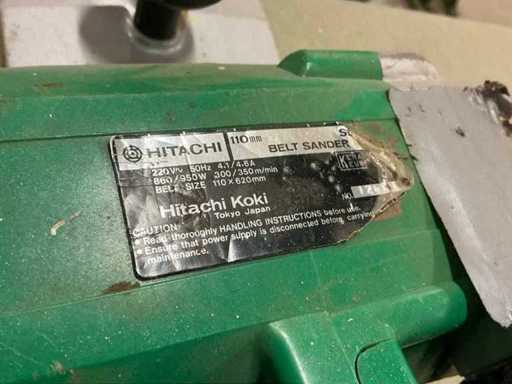 HITACHI 110mm
BELT SANDER
220V~ 50Hz 4.1/4.6A
860/950W 300/350m/min
BELT SIZE 110×620mm
Hitachi Koki
Tokyo Japan
CAUTION:
• Read thoroughly HANDLING INSTRUCTIONS before use.
• Ensure that power supply is disconnected before carrying
maintenance.